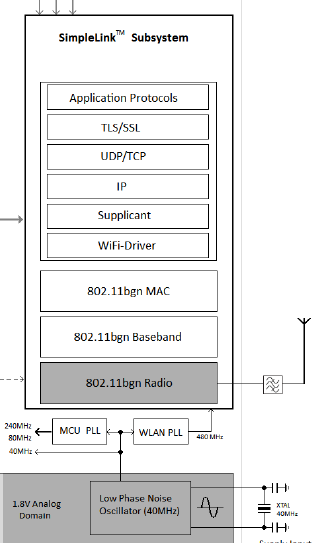 SimpleLink™ Subsystem
Application Protocols
TLS/SSL
UDP/TCP
IP
Supplicant
WiFi-Driver
802.11bgn MAC
802.11bgn Baseband
802.11bgn Radio
240MHz
80MHz
40MHz
MCU PLL
WLAN PLL
480 MHz
1.8V Analog
Domain
Low Phase Noise
Oscillator (40MHz)
XTAL
40MHz
Supply Input